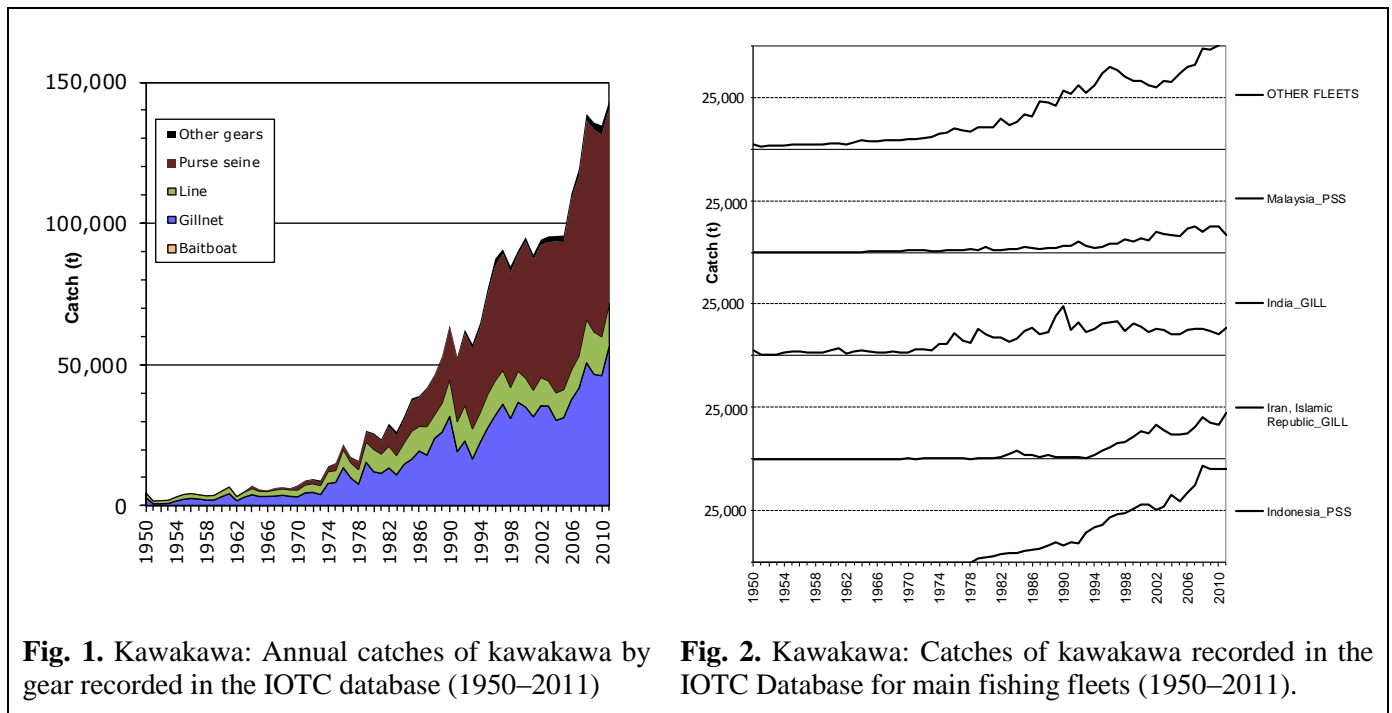 150,000
100,000
50,000
0
Catch (t)
Other gears
Purse seine
Line
Gillnet
Baitboat
1950
1954
1958
1962
1966
1970
1974
1978
1982
1986
1990
1994
1998
2002
2006
2010
Fig. 1. Kawakawa: Annual catches of kawakawa by
gear recorded in the IOTC database (1950–2011)
25,000
25,000
25,000
25,000
25,000
Catch (t)
OTHER FLEETS
Malaysia_PSS
India_GILL
Iran, Islamic
Republic_GILL
Indonesia_PSS
1950
1954
1958
1962
1966
1970
1974
1978
1982
1986
1990
1994
1998
2002
2006
2010
Fig. 2. Kawakawa: Catches of kawakawa recorded in the
IOTC Database for main fishing fleets (1950–2011).